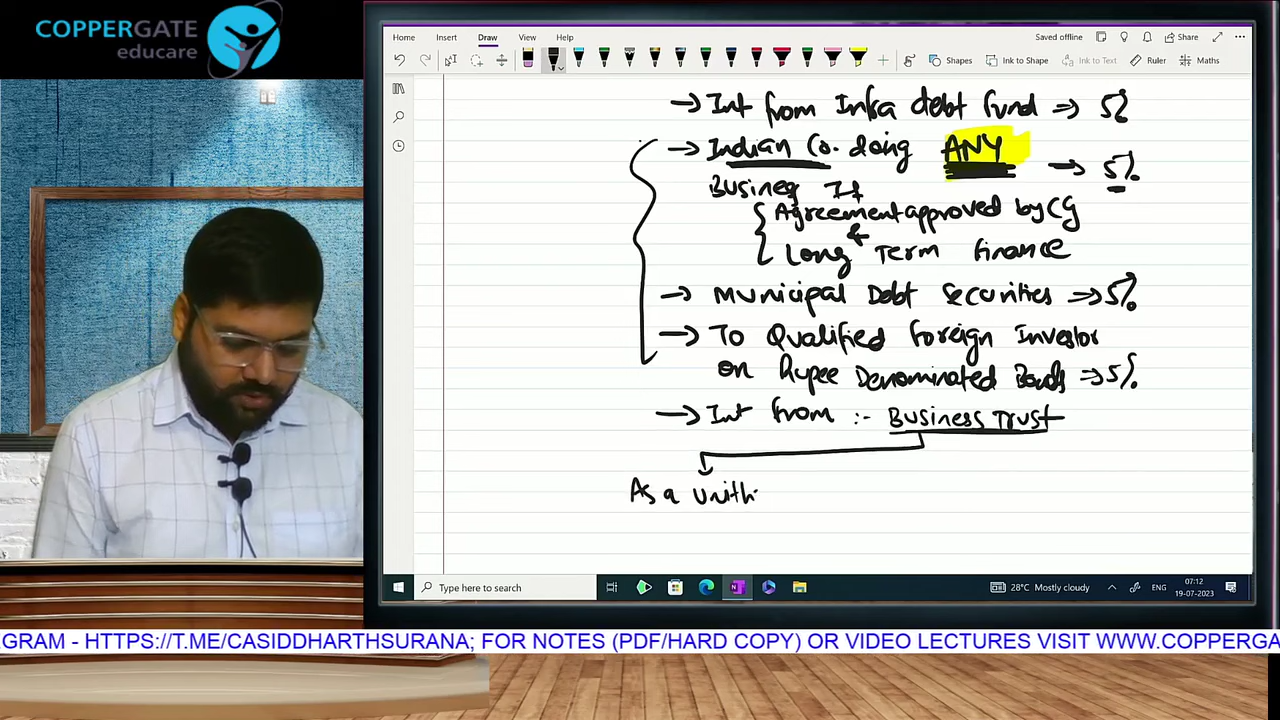 COPPERGATE
educare
Home Insert Draw View Help
Saved offline
Share
Shapes
Ink to Shape
Ink to Text
Ruler
Maths
→ Int from Infra debt fund ⇒ 5%
→ Indian Co. doing ANY → 5%
Business If
Agreement approved by CG
&
Long Term Finance
→ Municipal Debt Securities ⇒ 5%
→ To Qualified Foreign Investor
on Rupee Denominated Bonds ⇒ 5%
→ Int from :- Business Trust
As a unith
Type here to search
28°C Mostly cloudy
ENG
07:12
19-07-2023
GRAM - HTTPS://T.ME/CASIDDHARTHSURANA; FOR NOTES (PDF/HARD COPY) OR VIDEO LECTURES VISIT WWW.COPPERGA